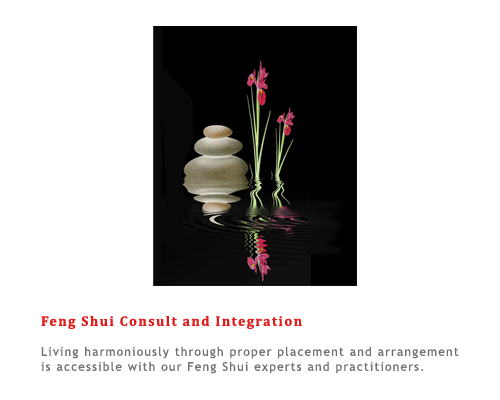 Feng Shui Consult and Integration
Living harmoniously through proper placement and arrangement
is accessible with our Feng Shui experts and practitioners.